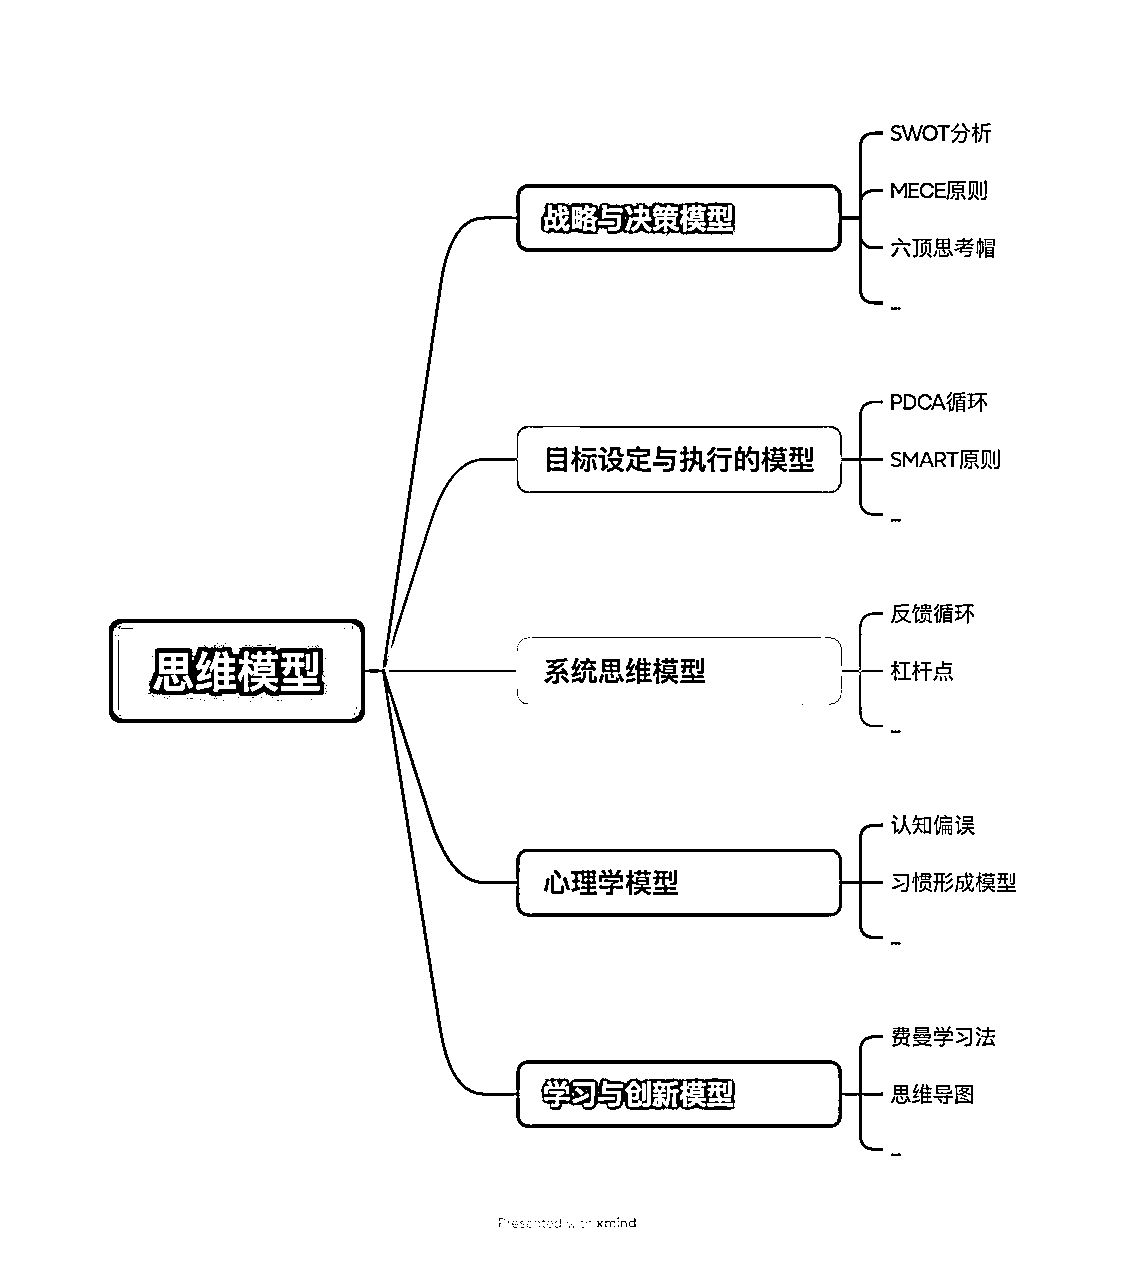 思维模型
战略与决策模型
SWOT分析
MECE原则
六顶思考帽
...
目标设定与执行的模型
PDCA循环
SMART原则
...
系统思维模型
反馈循环
杠杆点
...
心理学模型
认知偏误
习惯形成模型
...
学习与创新模型
费曼学习法
思维导图
...
Presented with xmind